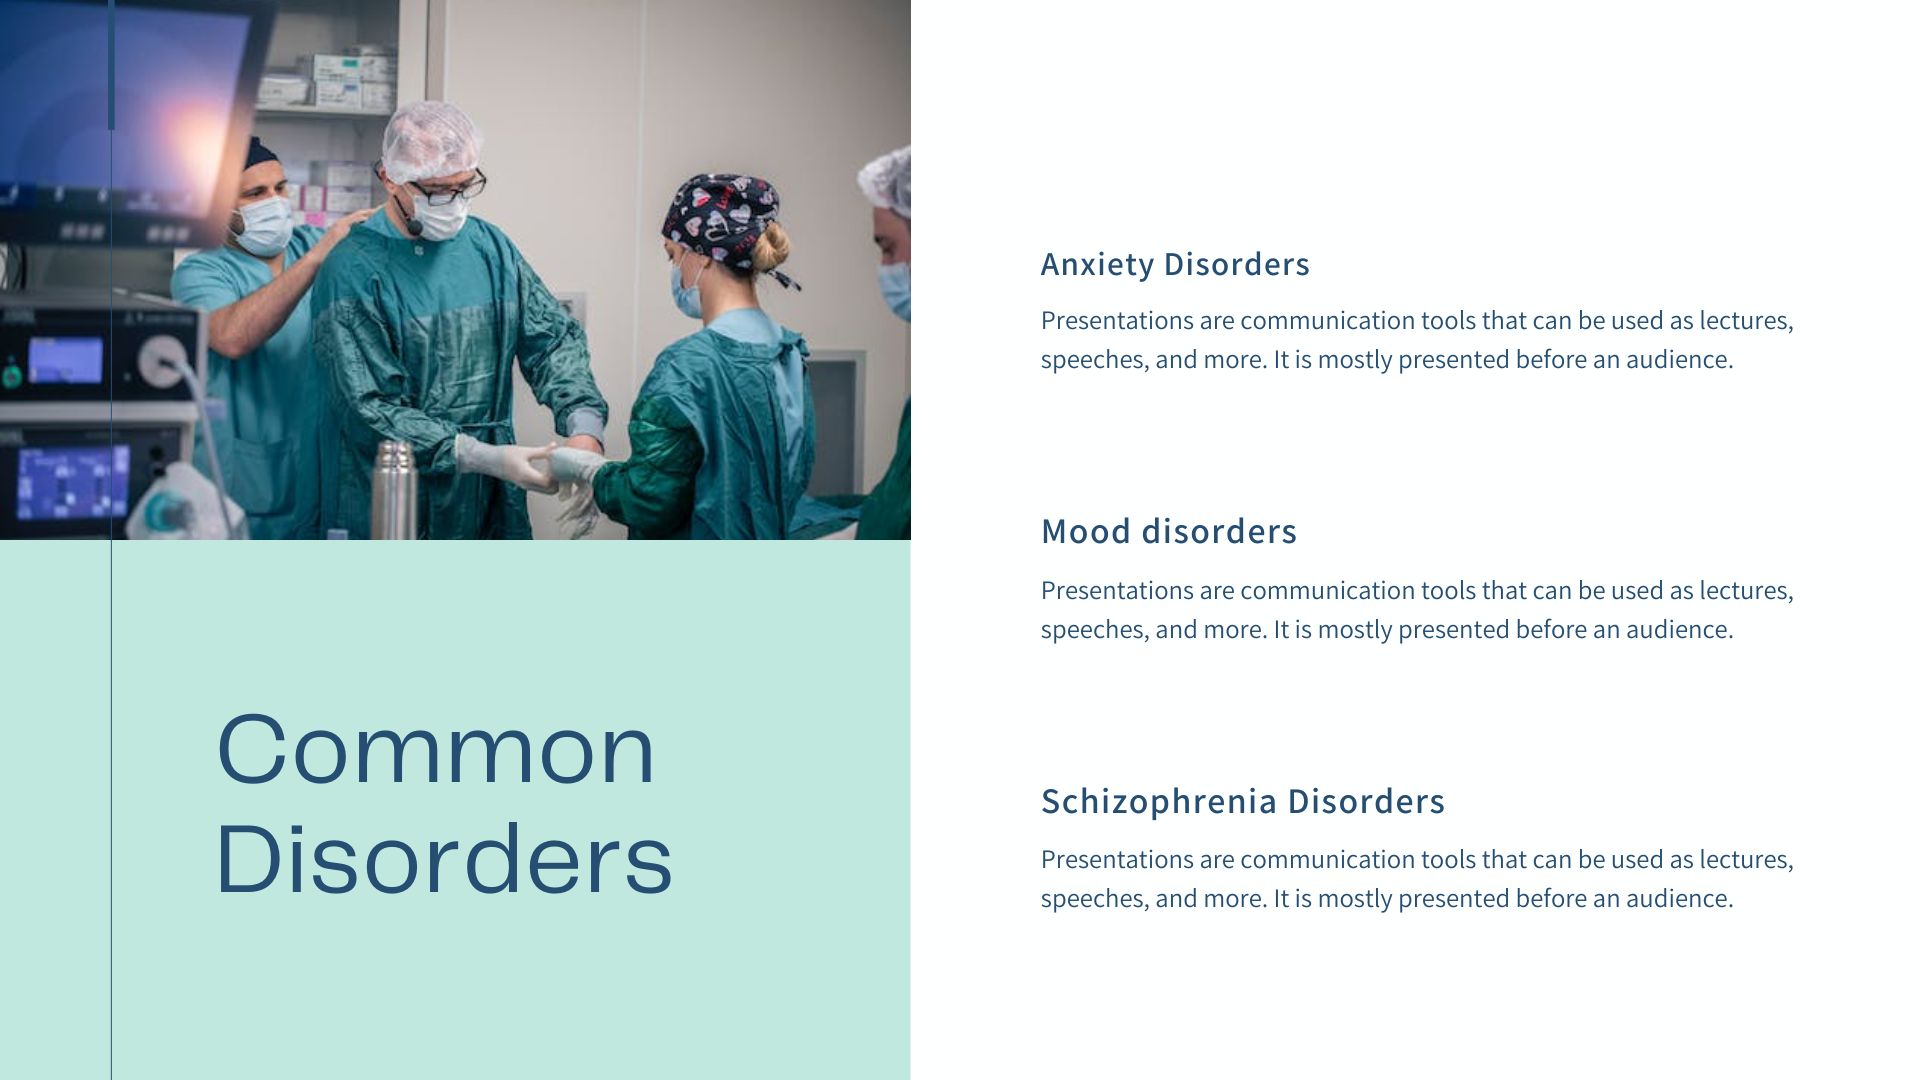 Common
Disorders
Anxiety Disorders
Presentations are communication tools that can be used as lectures,
speeches, and more. It is mostly presented before an audience.
Mood disorders
Presentations are communication tools that can be used as lectures,
speeches, and more. It is mostly presented before an audience.
Schizophrenia Disorders
Presentations are communication tools that can be used as lectures,
speeches, and more. It is mostly presented before an audience.